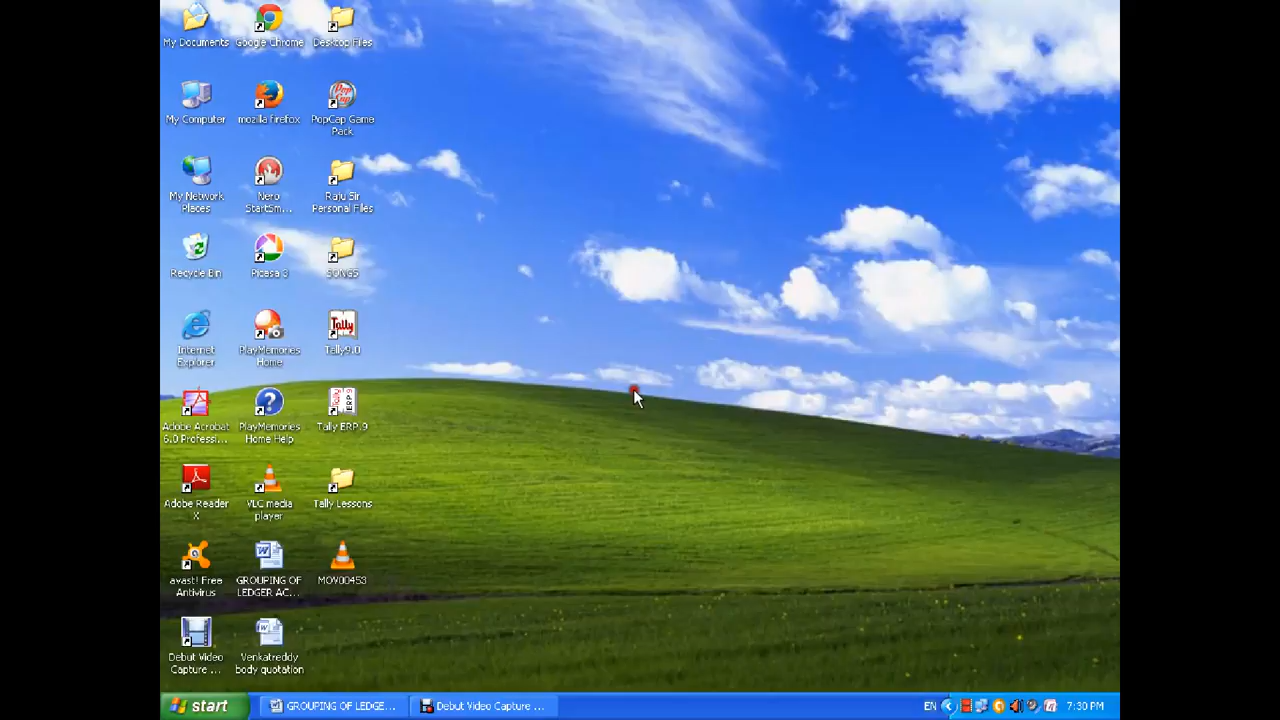 My Documents
Google Chrome
Desktop Files
My Computer
mozilla firefox
PopCap Game
Pack
My Network
Places
Nero
StartSm...
Raju Sir
Personal Files
Recycle Bin
Picasa 3
SONGS
Internet
Explorer
PlayMemories
Home
Tally
Tally9.0
Adobe Acrobat
6.0 Professi...
PlayMemories
Home Help
Tally ERP.9
Adobe Reader
X
VLC media
player
Tally Lessons
avast! Free
Antivirus
GROUPING OF
LEDGER AC...
MOV00453
Debut Video
Capture ...
Venkatreddy
body quotation
start
GROUPING OF LEDGE...
Debut Video Capture ...
EN
7:30 PM